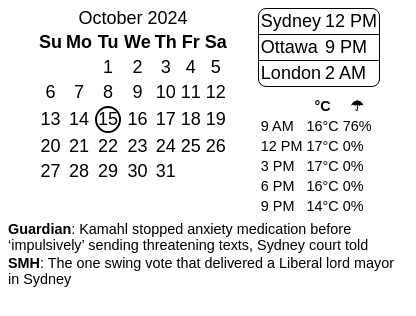 October 2024
Su Mo Tu We Th Fr Sa
1 2 3 4 5
6 7 8 9 10 11 12
13 14 15 16 17 18 19
20 21 22 23 24 25 26
27 28 29 30 31
Sydney 12 PM
Ottawa 9 PM
London 2 AM
°C ☂
9 AM 16°C 76%
12 PM 17°C 0%
3 PM 17°C 0%
6 PM 16°C 0%
9 PM 14°C 0%
Guardian: Kamahl stopped anxiety medication before
‘impulsively’ sending threatening texts, Sydney court told
SMH: The one swing vote that delivered a Liberal lord mayor
in Sydney